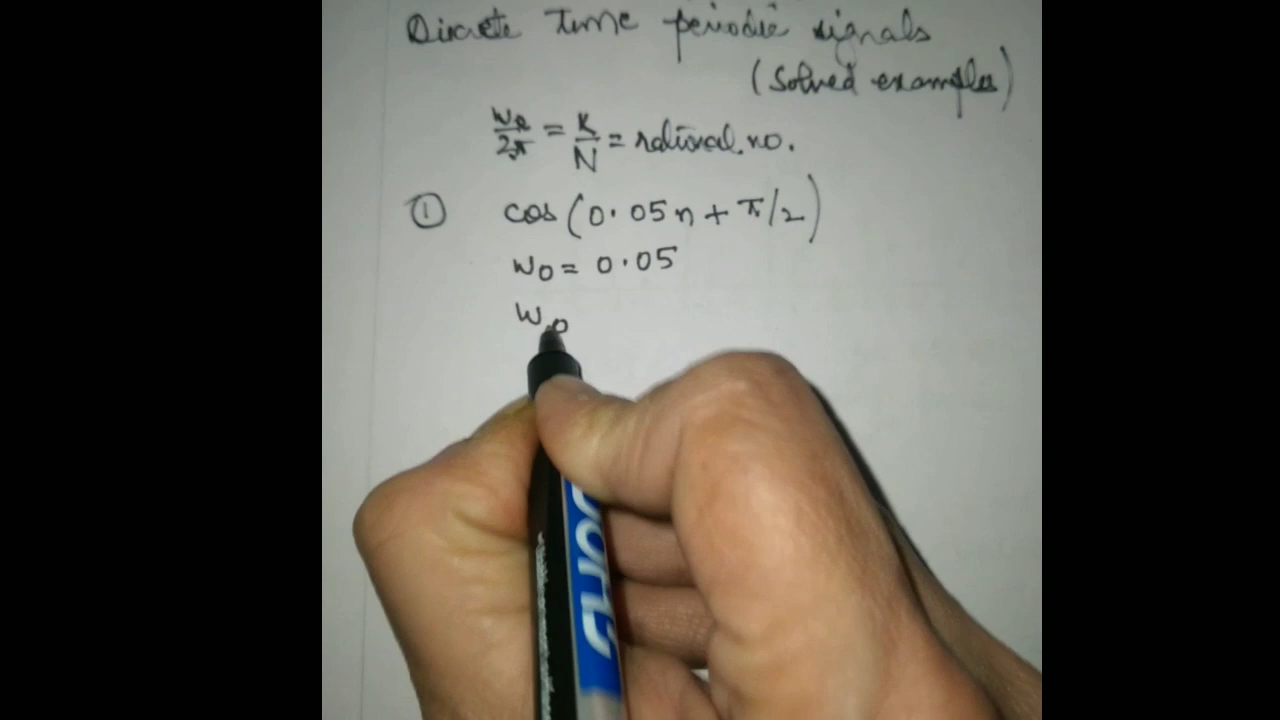 Discrete time periodic signals
(solved examples)
w₀/2π = K/N = rational no.
① cos(0.05n + π/2)
w₀ = 0.05
w₀